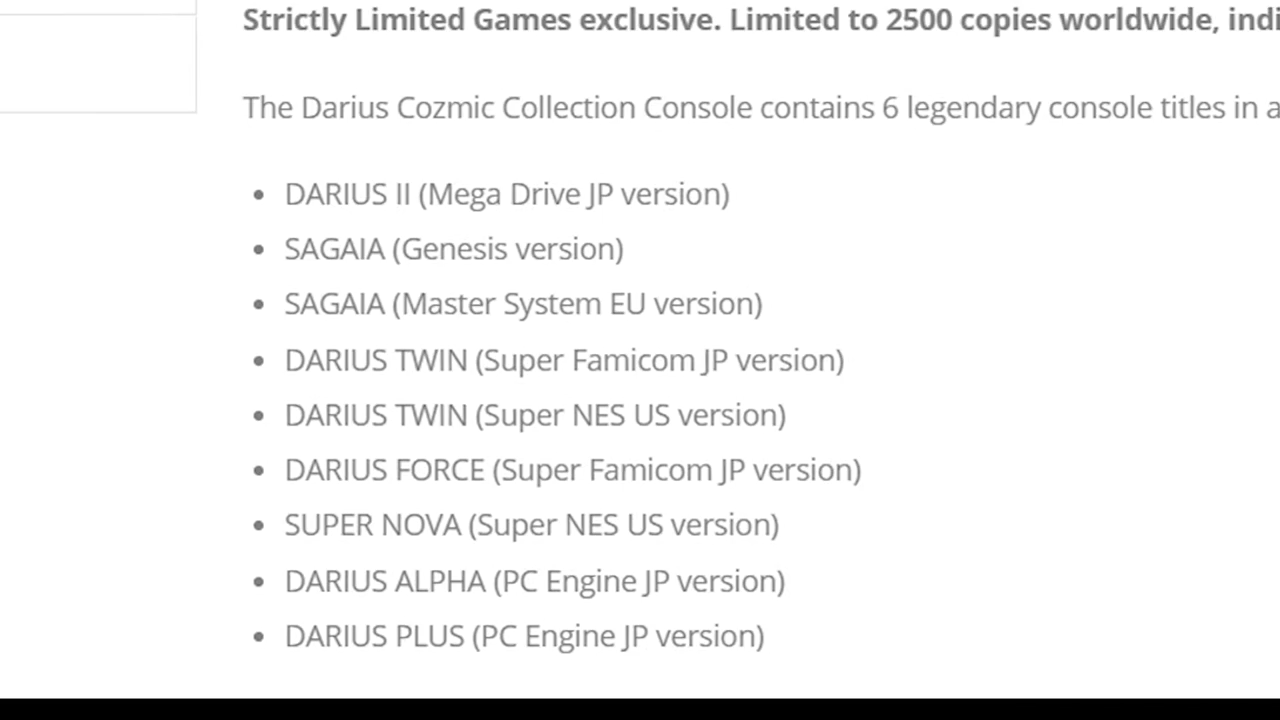 Strictly Limited Games exclusive. Limited to 2500 copies worldwide,
The Darius Cozmic Collection Console contains 6 legendary console titles in a
• DARIUS II (Mega Drive JP version)
• SAGAIA (Genesis version)
• SAGAIA (Master System EU version)
• DARIUS TWIN (Super Famicom JP version)
• DARIUS TWIN (Super NES US version)
• DARIUS FORCE (Super Famicom JP version)
• SUPER NOVA (Super NES US version)
• DARIUS ALPHA (PC Engine JP version)
• DARIUS PLUS (PC Engine JP version)